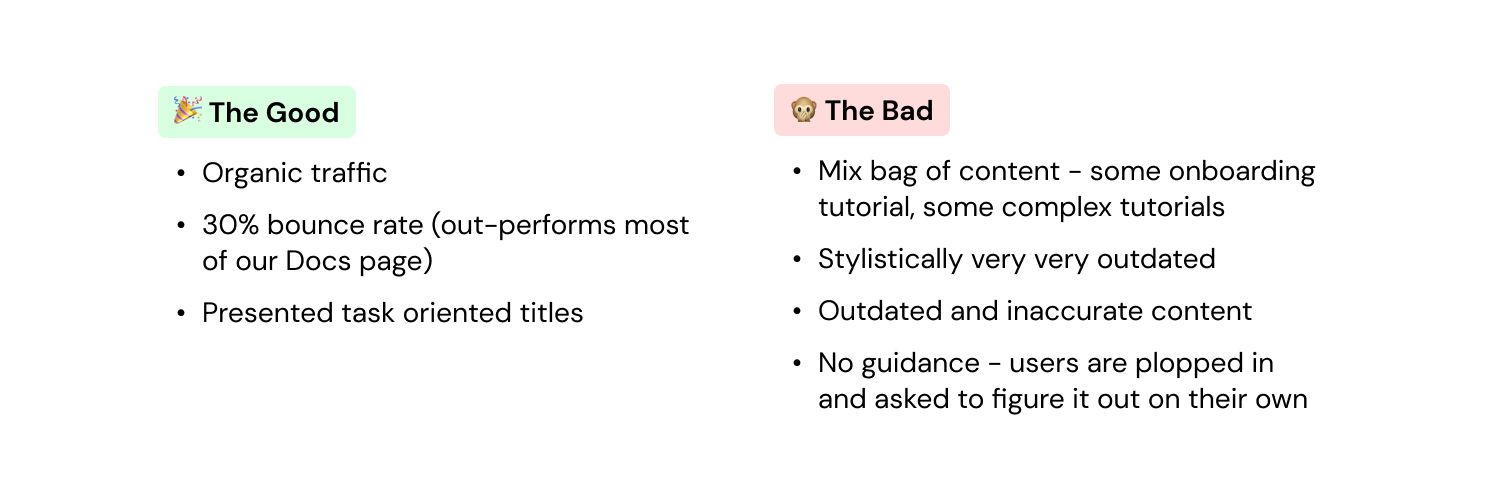 🎉 The Good
• Organic traffic
• 30% bounce rate (out-performs most
of our Docs page)
• Presented task oriented titles
🙊 The Bad
• Mix bag of content - some onboarding
tutorial, some complex tutorials
• Stylistically very very outdated
• Outdated and inaccurate content
• No guidance - users are plopped in
and asked to figure it out on their own